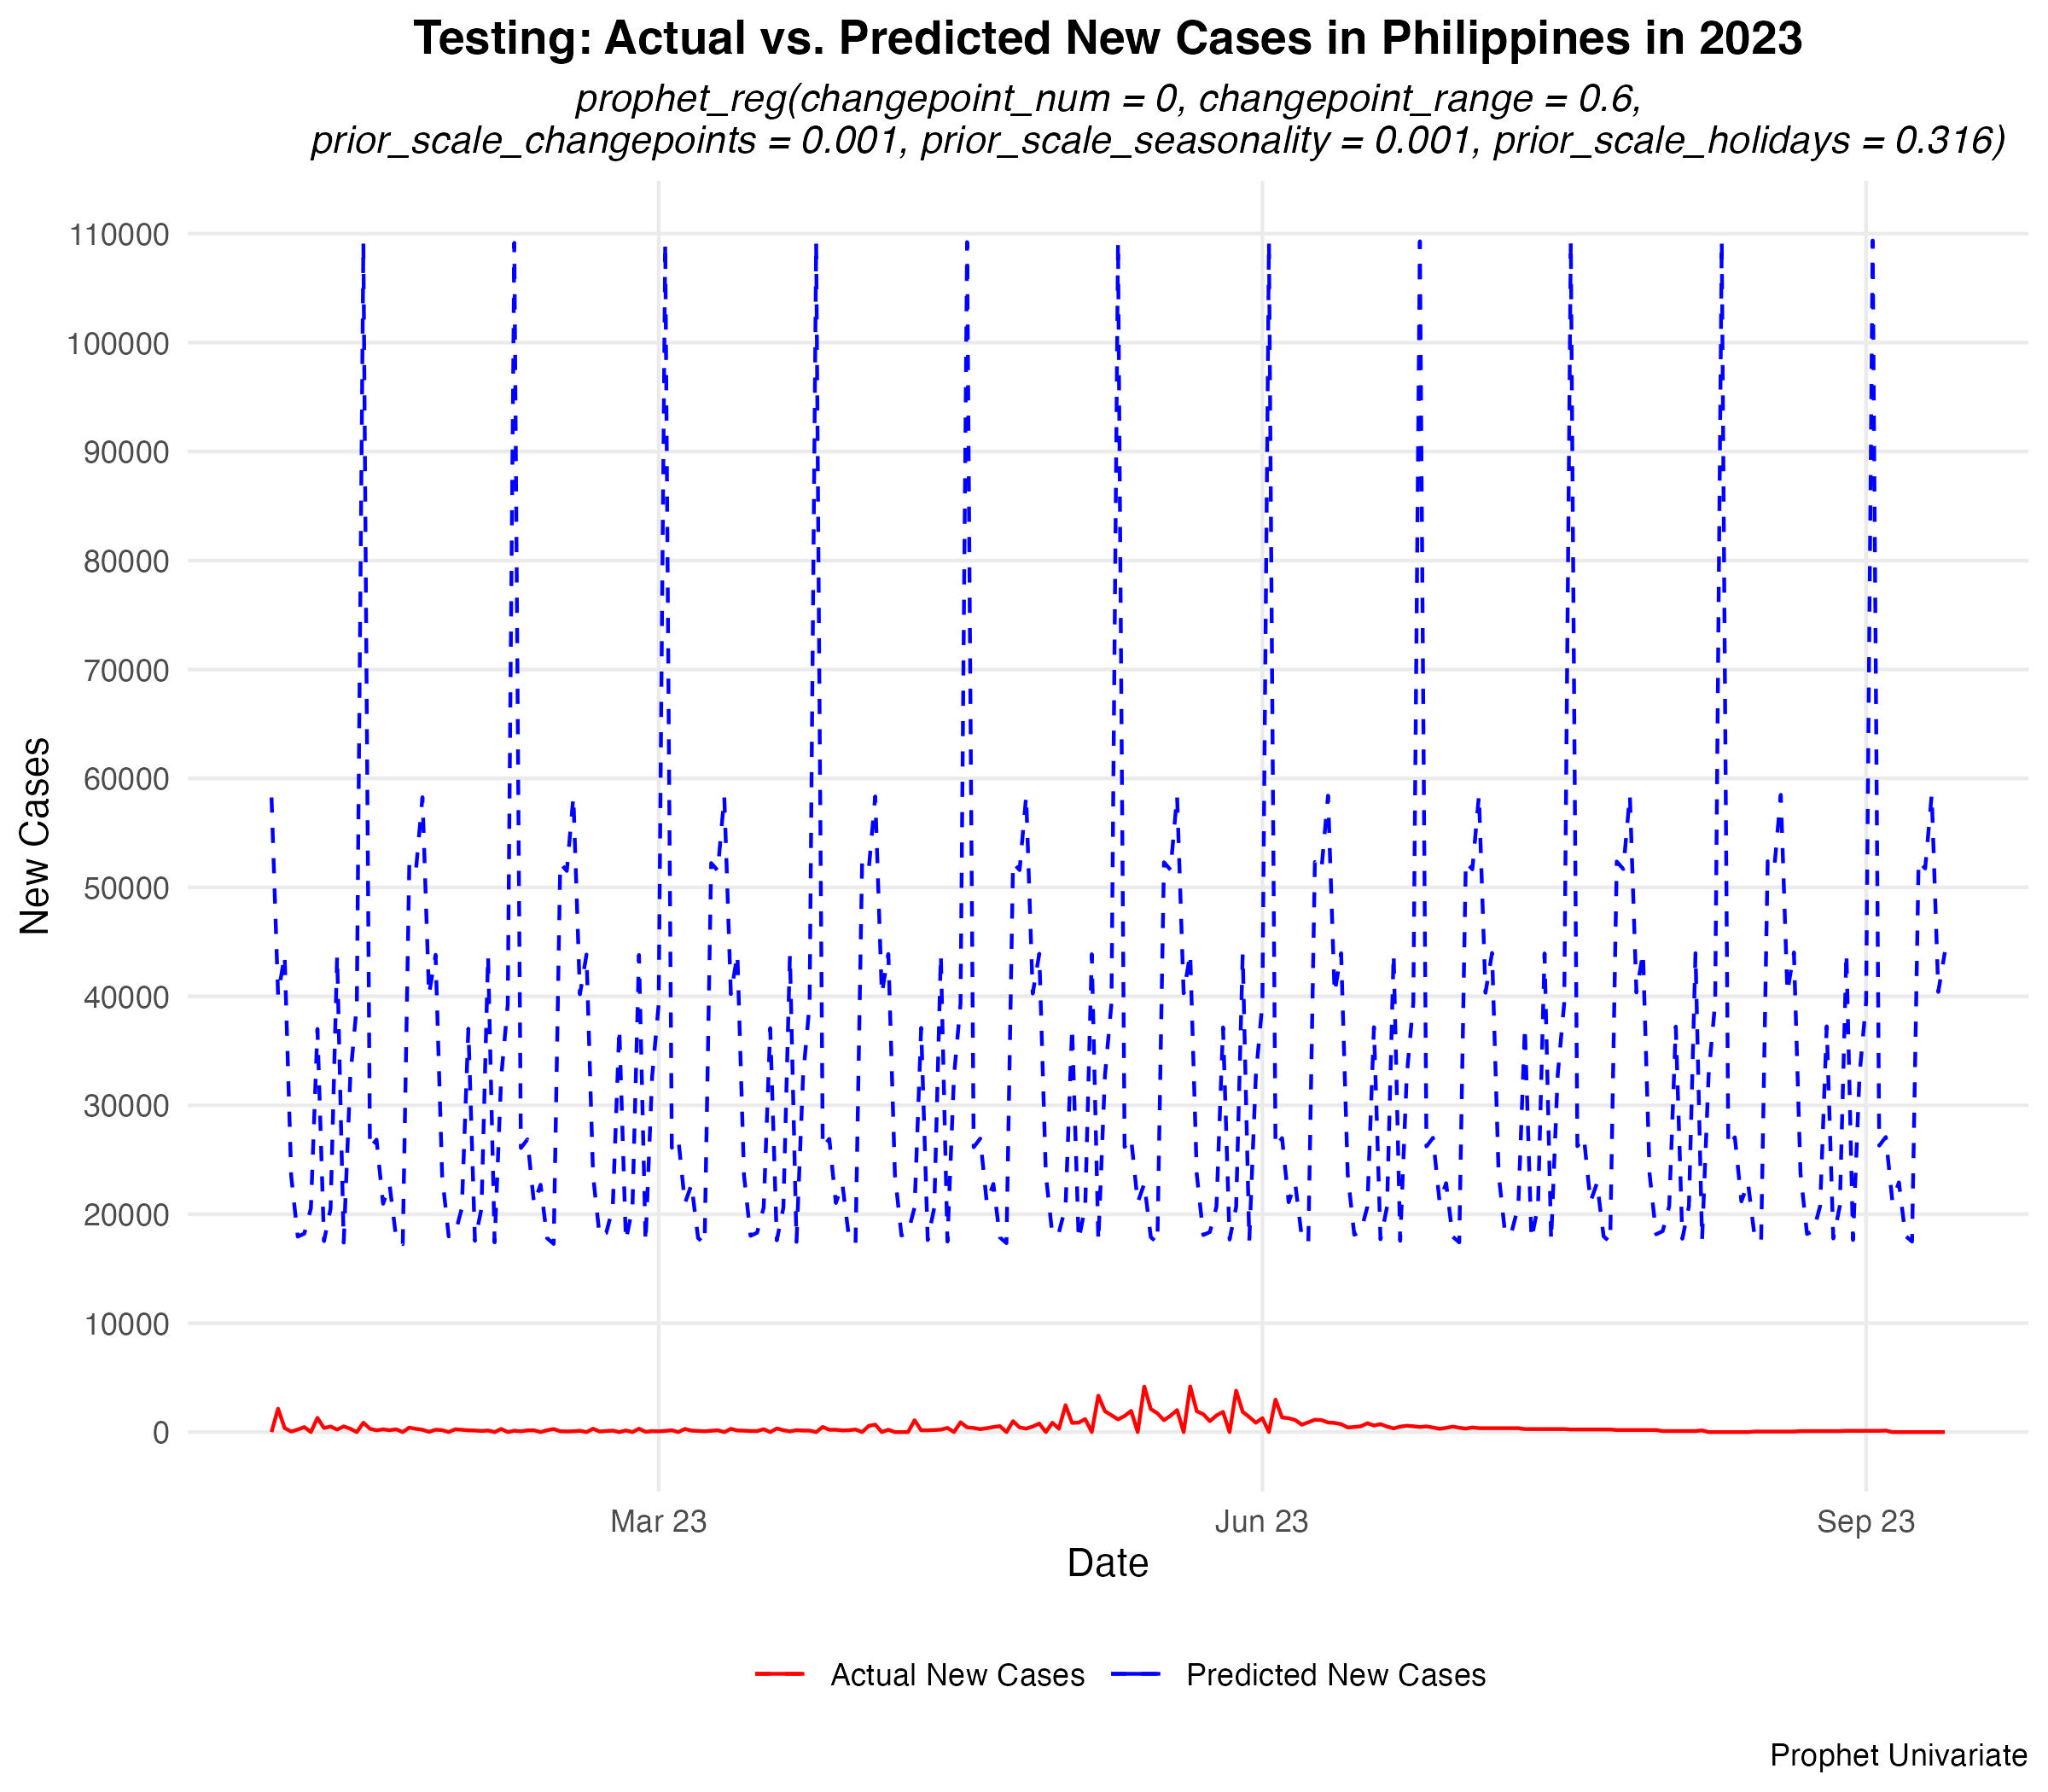 Testing: Actual vs. Predicted New Cases in Philippines in 2023
prophet_reg(changepoint_num = 0, changepoint_range = 0.6,
prior_scale_changepoints = 0.001, prior_scale_seasonality = 0.001, prior_scale_holidays = 0.316)
110000
100000
90000
80000
70000
60000
50000
40000
30000
20000
10000
0
New Cases
Mar 23
Jun 23
Sep 23
Date
Actual New Cases
Predicted New Cases
Prophet Univariate